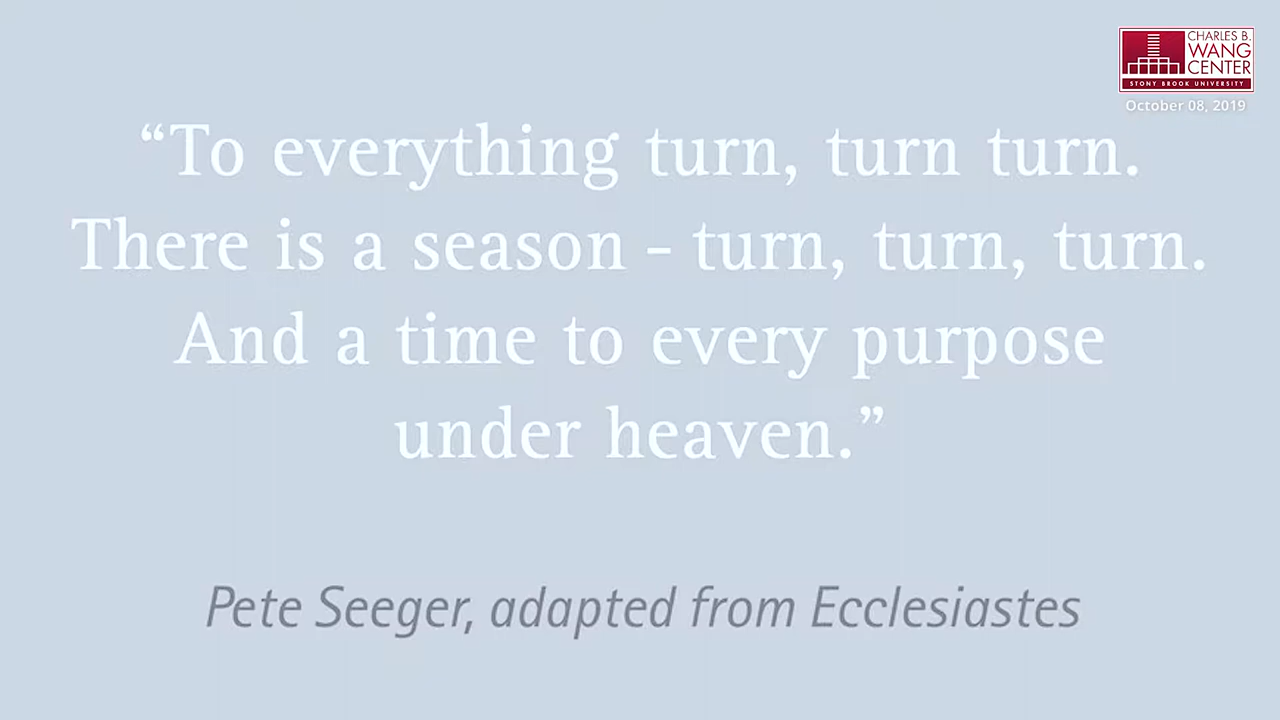 CHARLES B.
WANG
CENTER
STONY BROOK UNIVERSITY
October 08, 2019
“To everything turn, turn turn.
There is a season - turn, turn, turn.
And a time to every purpose
under heaven.”
Pete Seeger, adapted from Ecclesiastes